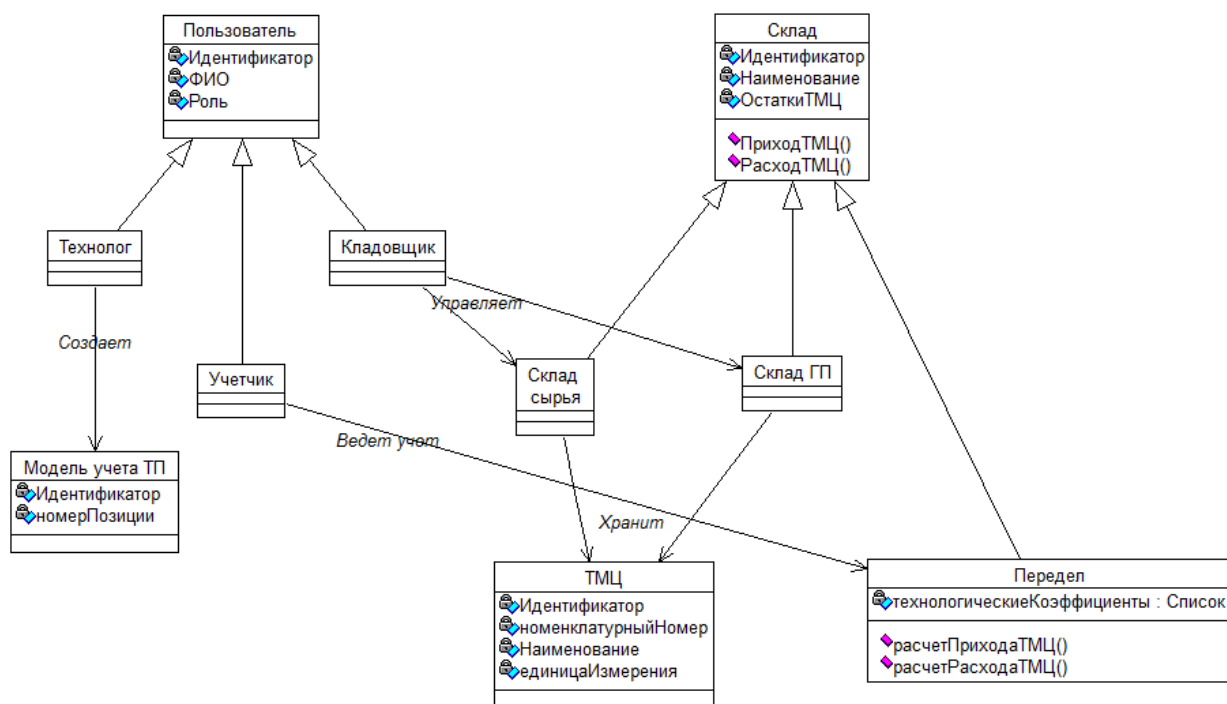 Пользователь
Идентификатор
ФИО
Роль
Склад
Идентификатор
Наименование
ОстаткиТМЦ
ПриходТМЦ()
РасходТМЦ()
Технолог
Кладовщик
Управляет
Создает
Учетчик
Склад
сырья
Склад ГП
Ведет учет
Модель учета ТП
Идентификатор
номерПозиции
Хранит
ТМЦ
Идентификатор
номенклатурныйНомер
Наименование
единицаИзмерения
Передел
технологическиеКоэффициенты : Список
расчетПриходаТМЦ()
расчетРасходаТМЦ()